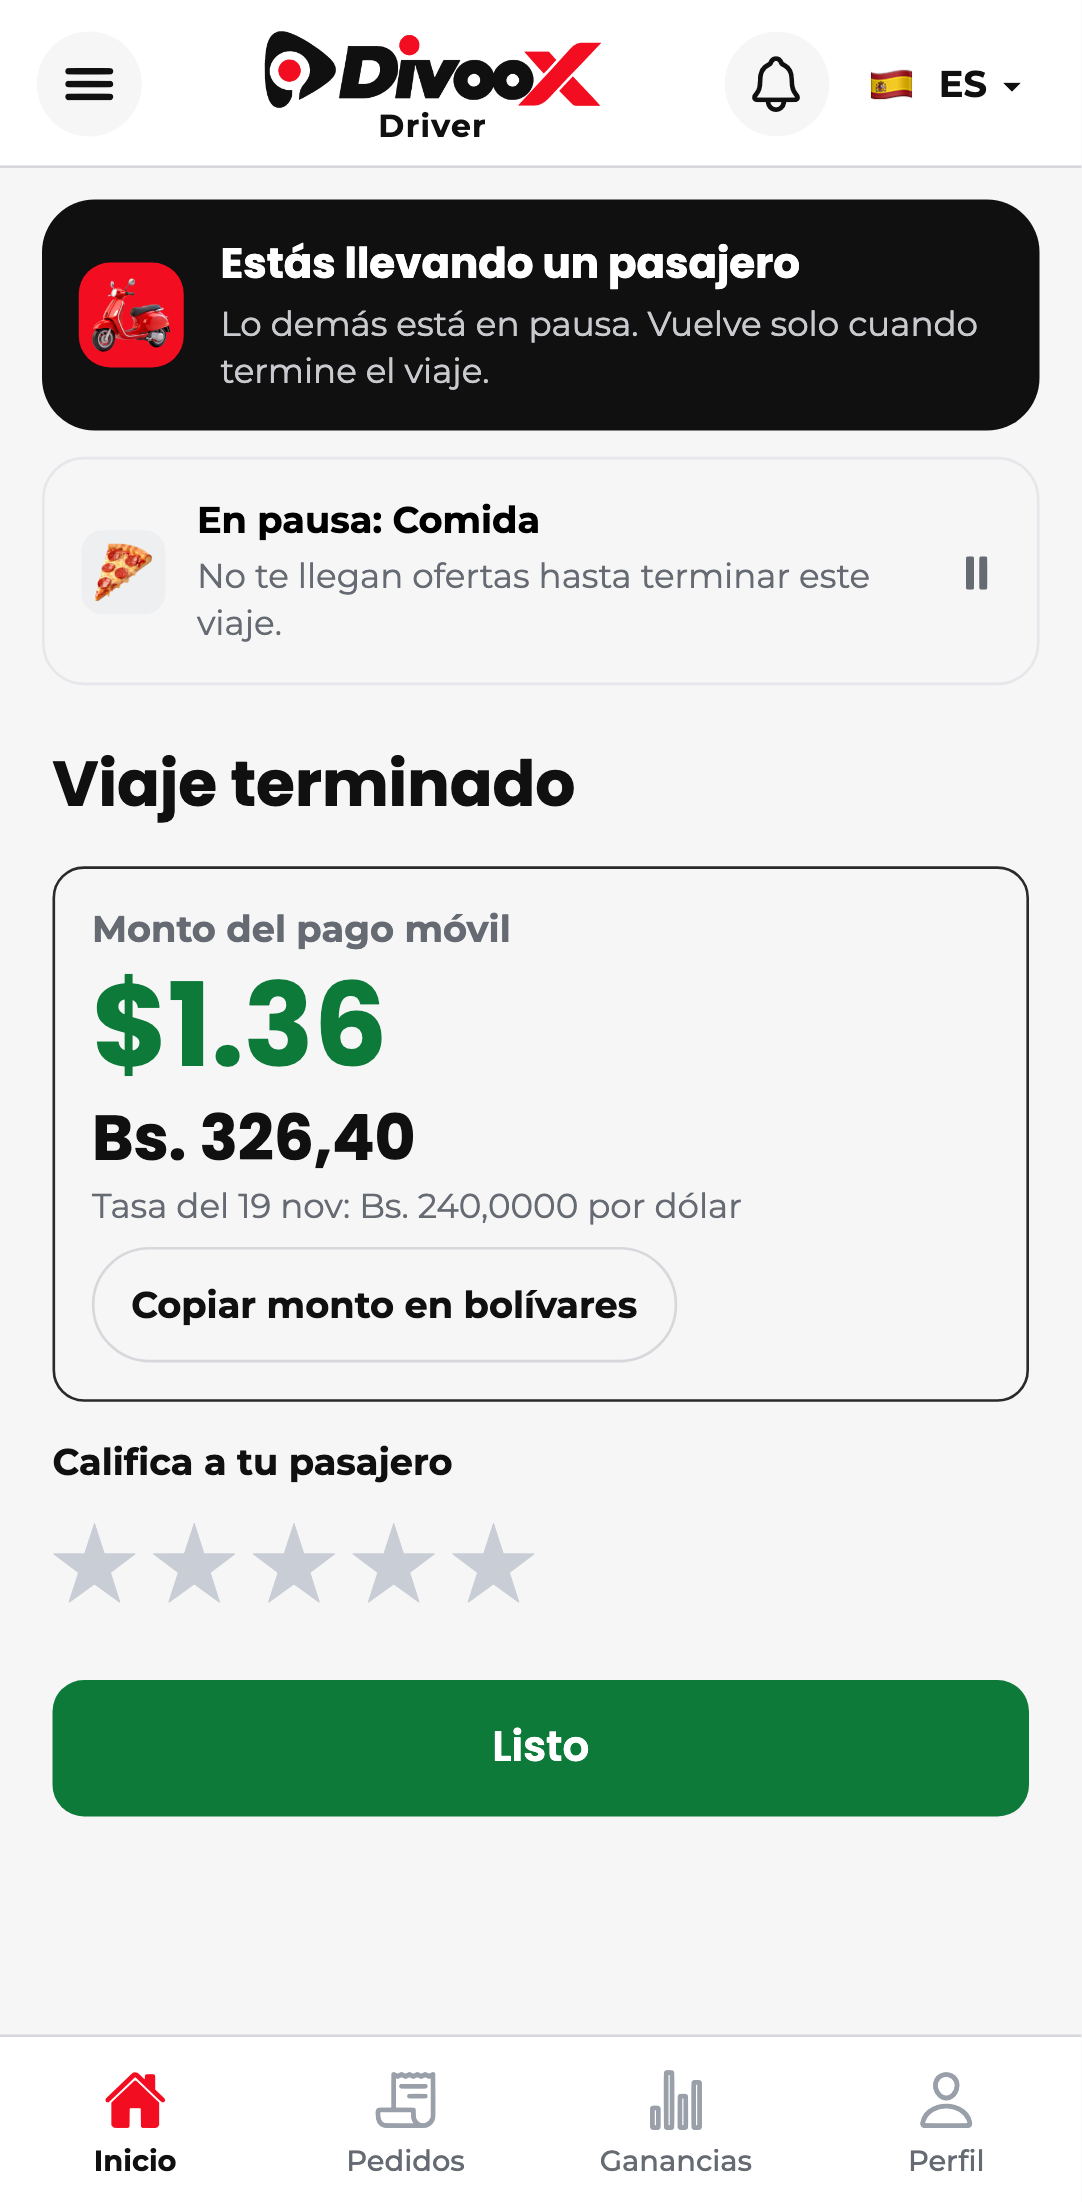 DivooX
Driver
ES
Estás llevando un pasajero
Lo demás está en pausa. Vuelve solo cuando
termine el viaje.
En pausa: Comida
No te llegan ofertas hasta terminar este
viaje.
Viaje terminado
Monto del pago móvil
$1.36
Bs. 326,40
Tasa del 19 nov: Bs. 240,0000 por dólar
Copiar monto en bolívares
Califica a tu pasajero
Listo
Inicio
Pedidos
Ganancias
Perfil